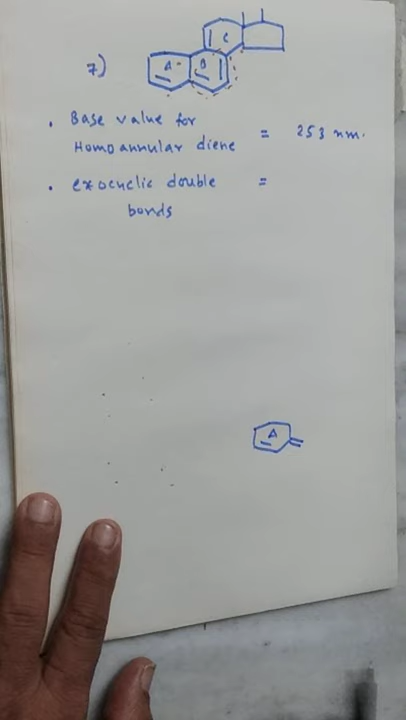 C
7) A B
. Base value for
Homoannular diene = 253 nm.
. exocyclic double =
bonds
A